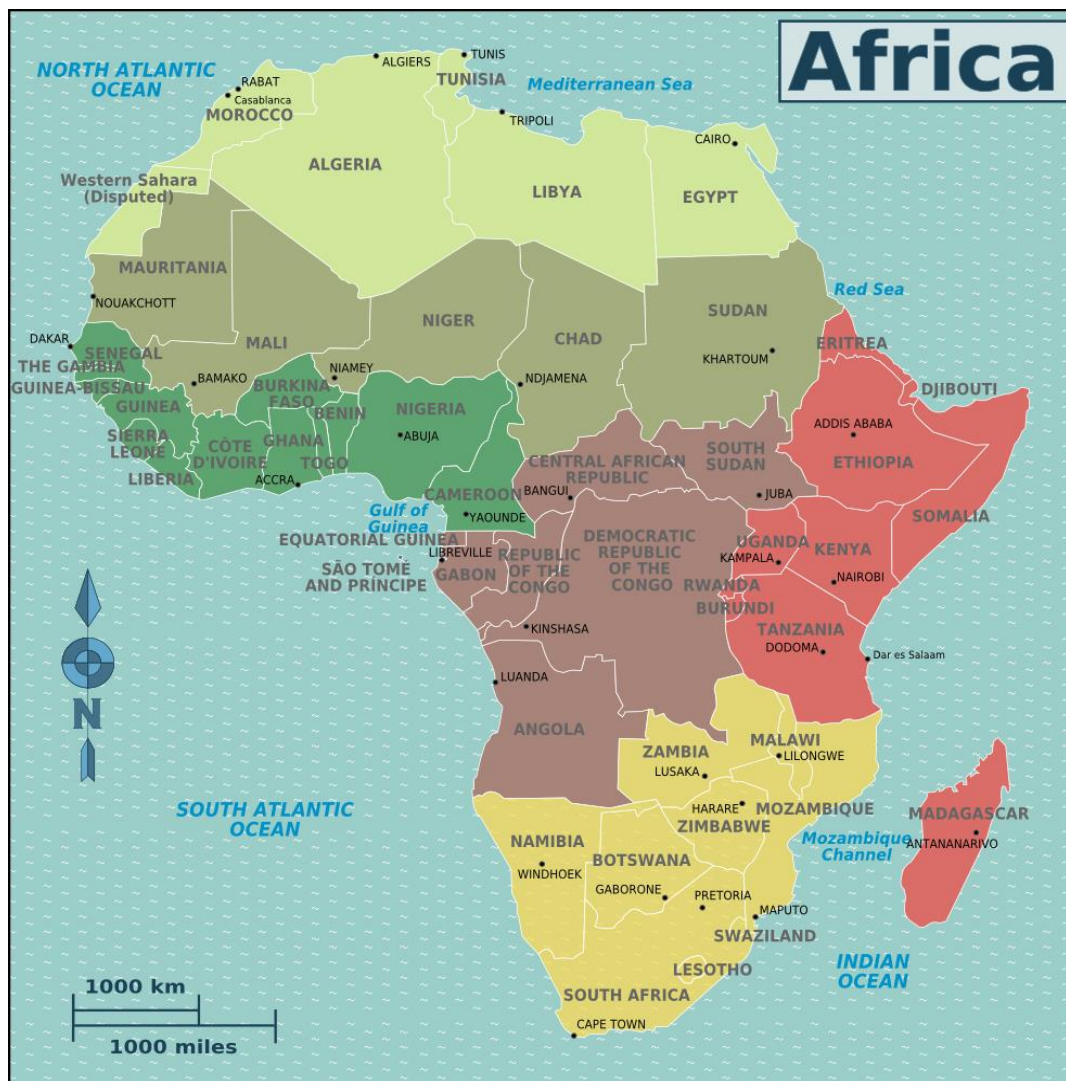 Africa
NORTH ATLANTIC
OCEAN
RABAT
Casablanca
MOROCCO
ALGIERS
TUNIS
TUNISIA
Mediterranean Sea
TRIPOLI
CAIRO
ALGERIA
LIBYA
EGYPT
Western Sahara
(Disputed)
MAURITANIA
NOUAKCHOTT
MALI
NIGER
CHAD
SUDAN
KHARTOUM
Red Sea
ERITREA
DJIBOUTI
DAKAR
SENEGAL
THE GAMBIA
GUINEA-BISSAU
BAMAKO
NIAMEY
NDJAMENA
GUINEA
BURKINA
FASO
BENIN
NIGERIA
ABUJA
ADDIS ABABA
ETHIOPIA
SIERRA
LEONE
LIBERIA
CÔTE
D'IVOIRE
GHANA
TOGO
ACCRA
CENTRAL AFRICAN
REPUBLIC
BANGUI
SOUTH
SUDAN
JUBA
SOMALIA
Gulf of
Guinea
CAMEROON
YAOUNDE
EQUATORIAL GUINEA
LIBREVILLE
GABON
SÃO TOMÉ
AND PRÍNCIPE
REPUBLIC
OF THE
CONGO
DEMOCRATIC
REPUBLIC
OF THE
CONGO
UGANDA
KAMPALA
KENYA
NAIROBI
RWANDA
BURUNDI
TANZANIA
DODOMA
Dar es Salaam
KINSHASA
LUANDA
ANGOLA
N
ZAMBIA
LUSAKA
MALAWI
LILONGWE
HARARE
ZIMBABWE
MOZAMBIQUE
Mozambique
Channel
MADAGASCAR
ANTANANARIVO
SOUTH ATLANTIC
OCEAN
NAMIBIA
WINDHOEK
BOTSWANA
GABORONE
PRETORIA
MAPUTO
SWAZILAND
LESOTHO
SOUTH AFRICA
CAPE TOWN
INDIAN
OCEAN
1000 km
1000 miles